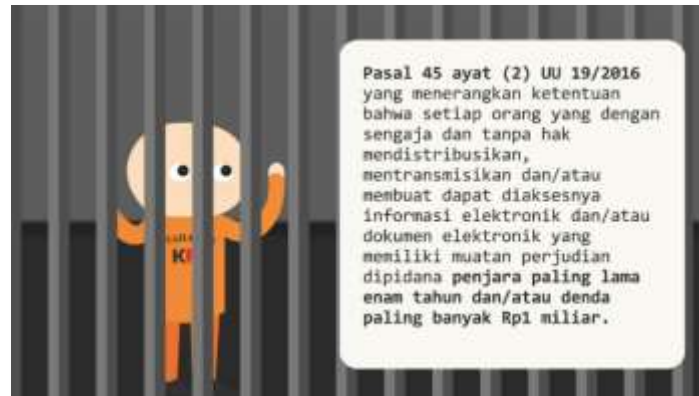 Pasal 45 ayat (2) UU 19/2016
yang menerangkan ketentuan
bahwa setiap orang yang dengan
sengaja dan tanpa hak
mendistribusikan,
mentransmisikan dan/atau
membuat dapat diaksesnya
informasi elektronik dan/atau
dokumen elektronik yang
memiliki muatan perjudian
dipidana penjara paling lama
enam tahun dan/atau denda
paling banyak Rp1 miliar.